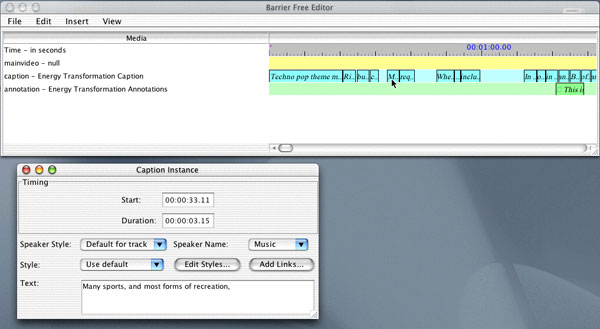 Barrier Free Editor
File Edit Insert View
Media
Time - in seconds 00:01:00.00
mainvideo - null
caption - Energy Transformation Caption Techno pop theme m.. Ri.. bu.. c.. M.. req.. Whe.. .. inclu.. In .. o.. in .. an.. B.. of..
annotation - Energy Transformation Annotations This i
Caption Instance
Timing
Start: 00:00:33.11
Duration: 00:00:03.15
Speaker Style: Default for track Speaker Name: Music
Style: Use default Edit Styles... Add Links...
Text: Many sports, and most forms of recreation,